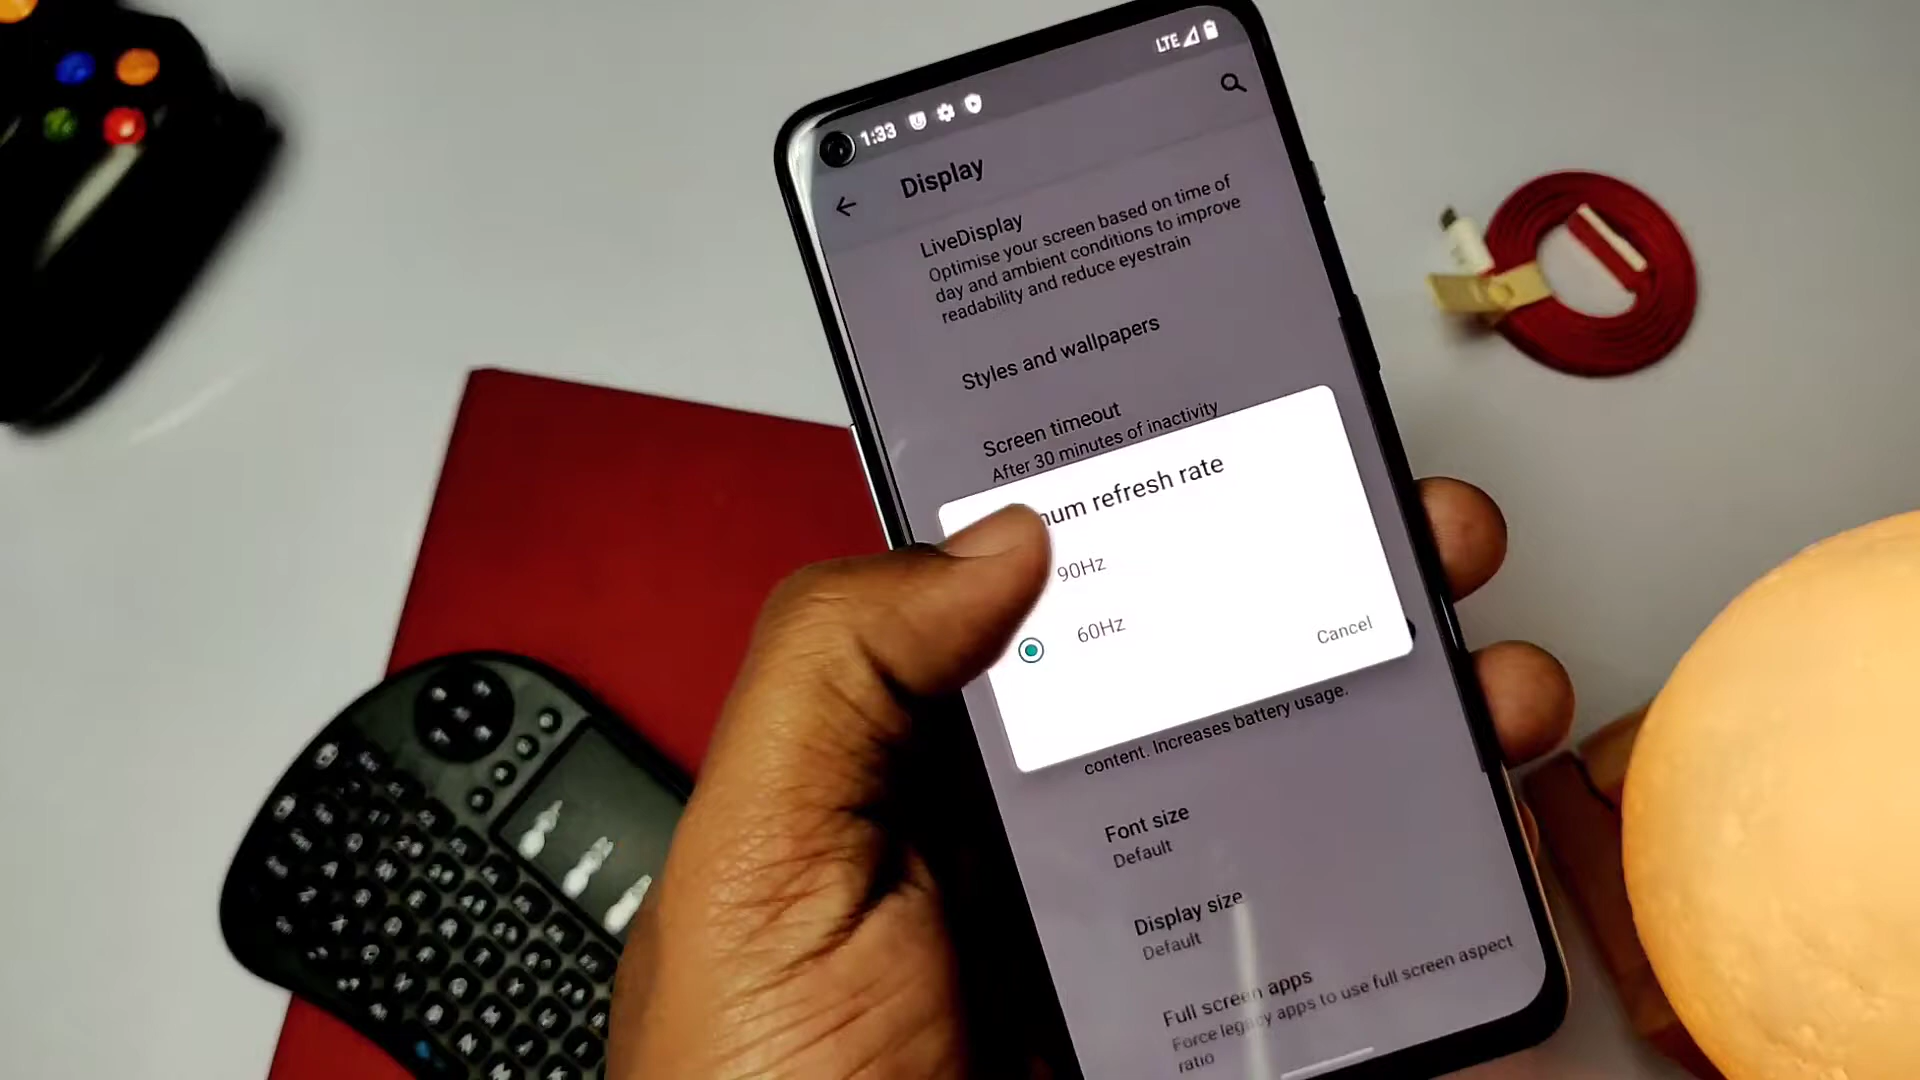 LTE
1:33
Display
LiveDisplay
Optimise your screen based on time of
day and ambient conditions to improve
readability and reduce eyestrain
Styles and wallpapers
Screen timeout
After 30 minutes of inactivity
num refresh rate
90Hz
60Hz
Cancel
content. Increases battery usage.
Font size
Default
Display size
Default
Full screen apps
Force legacy apps to use full screen aspect
ratio